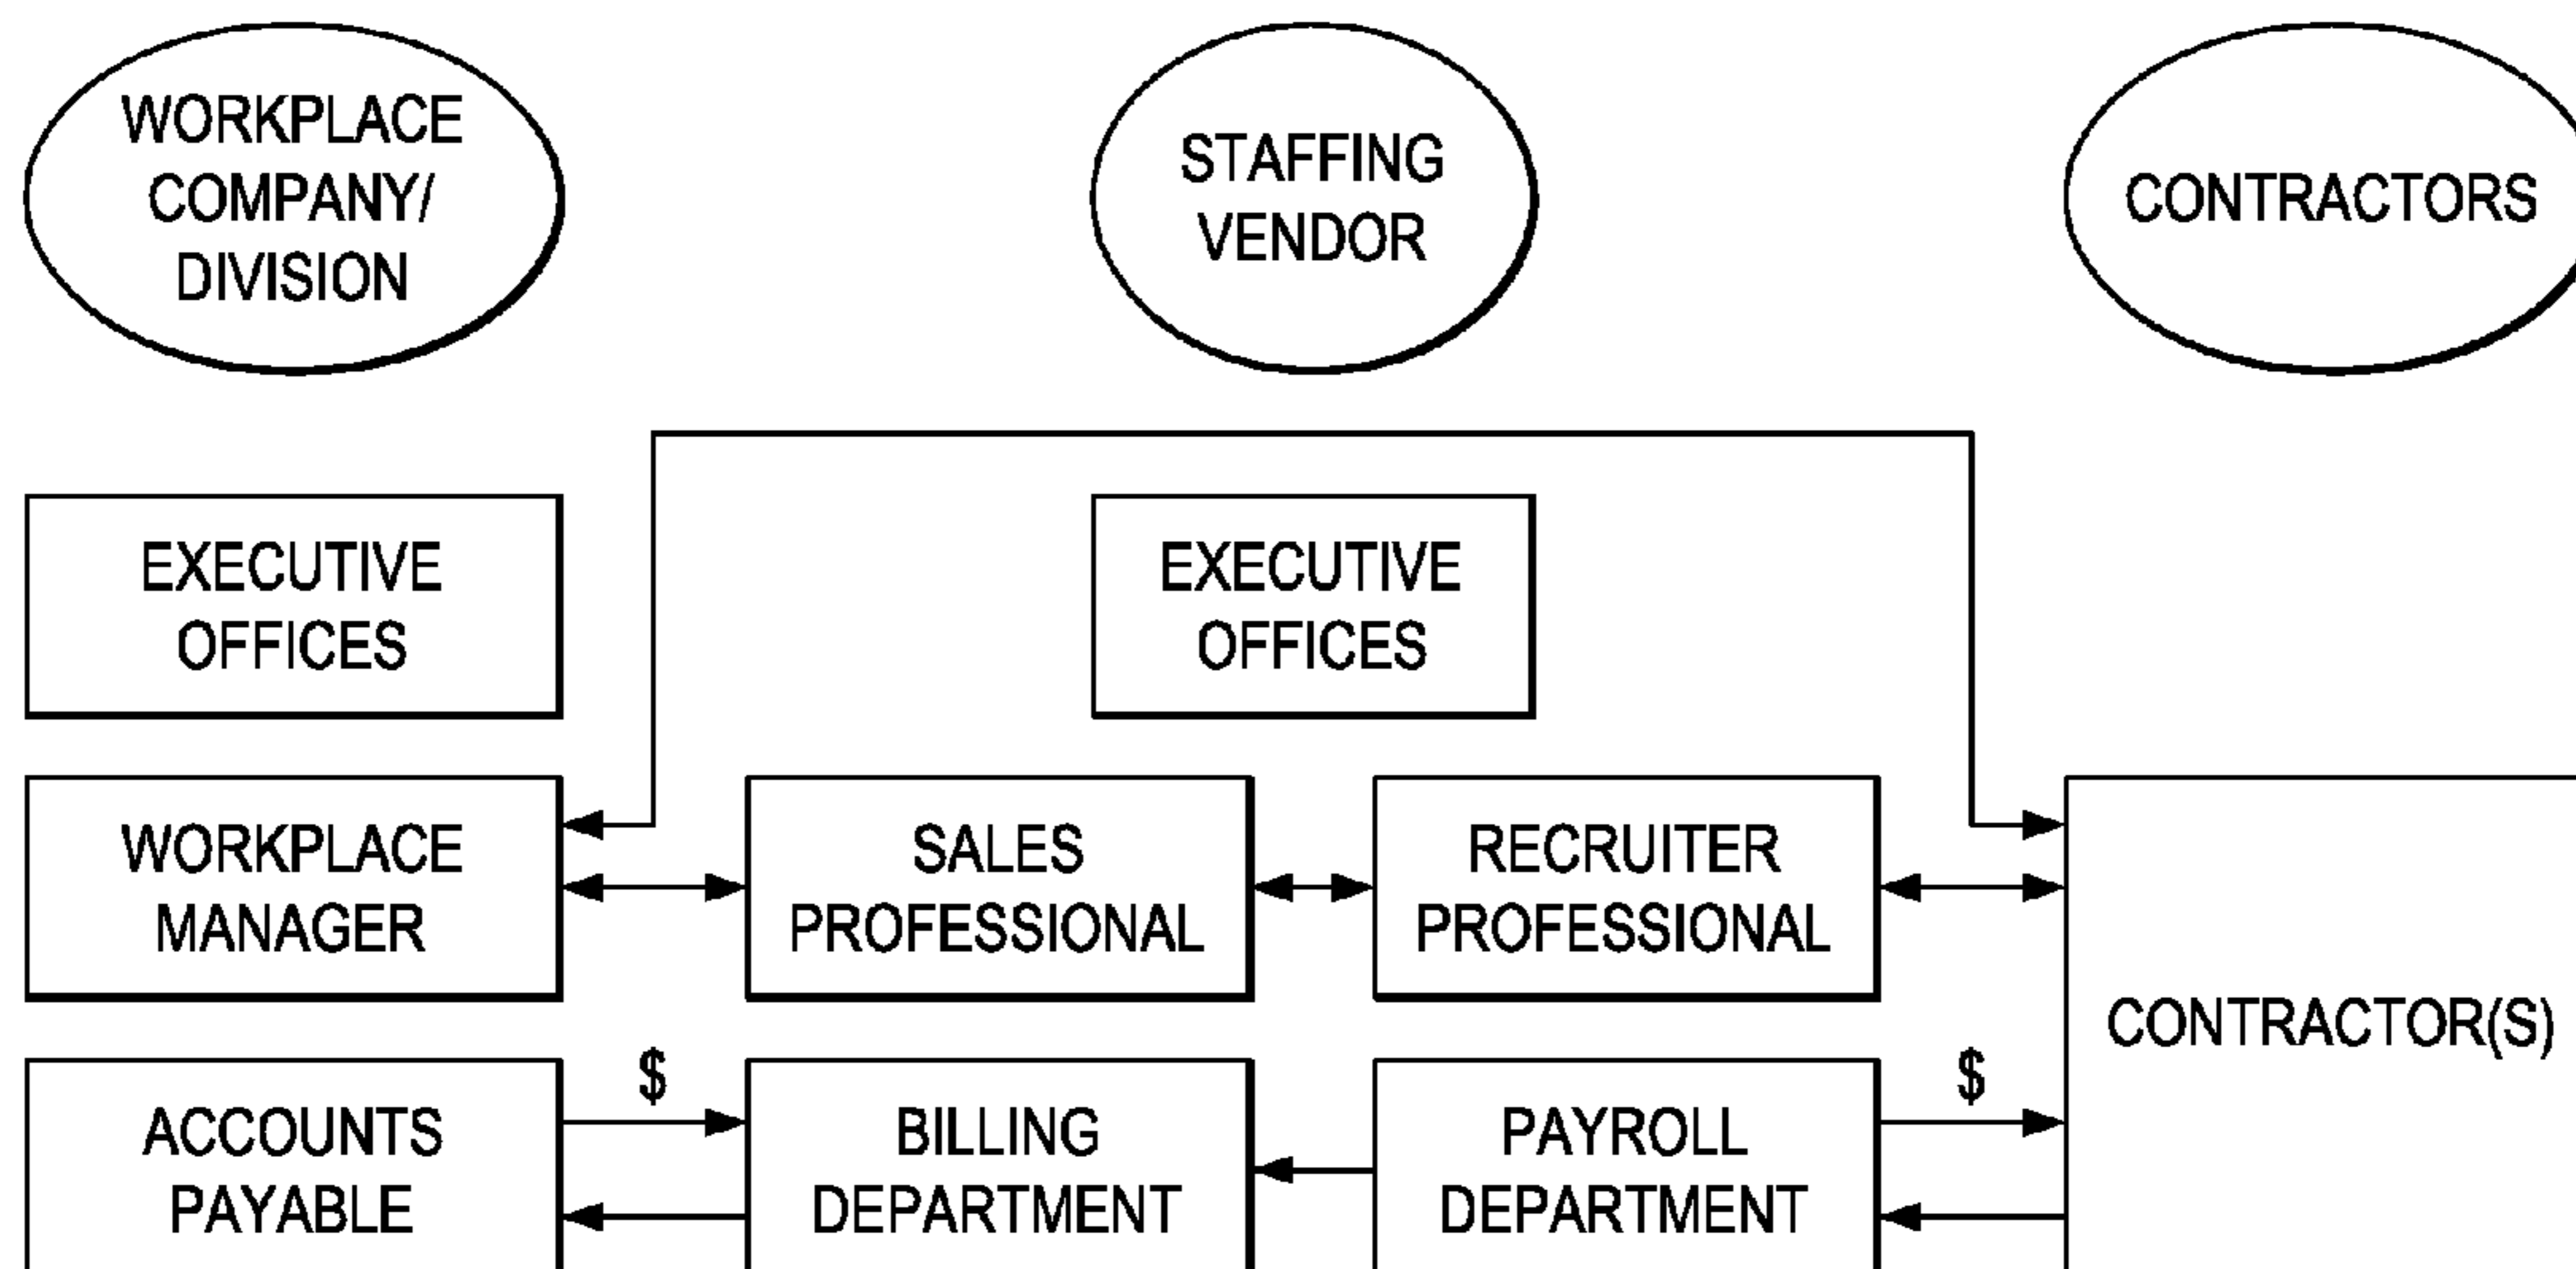 WORKPLACE
COMPANY/
DIVISION
STAFFING
VENDOR
CONTRACTORS
EXECUTIVE
OFFICES
EXECUTIVE
OFFICES
WORKPLACE
MANAGER
SALES
PROFESSIONAL
RECRUITER
PROFESSIONAL
CONTRACTOR(S)
ACCOUNTS
PAYABLE
$
BILLING
DEPARTMENT
PAYROLL
DEPARTMENT
$